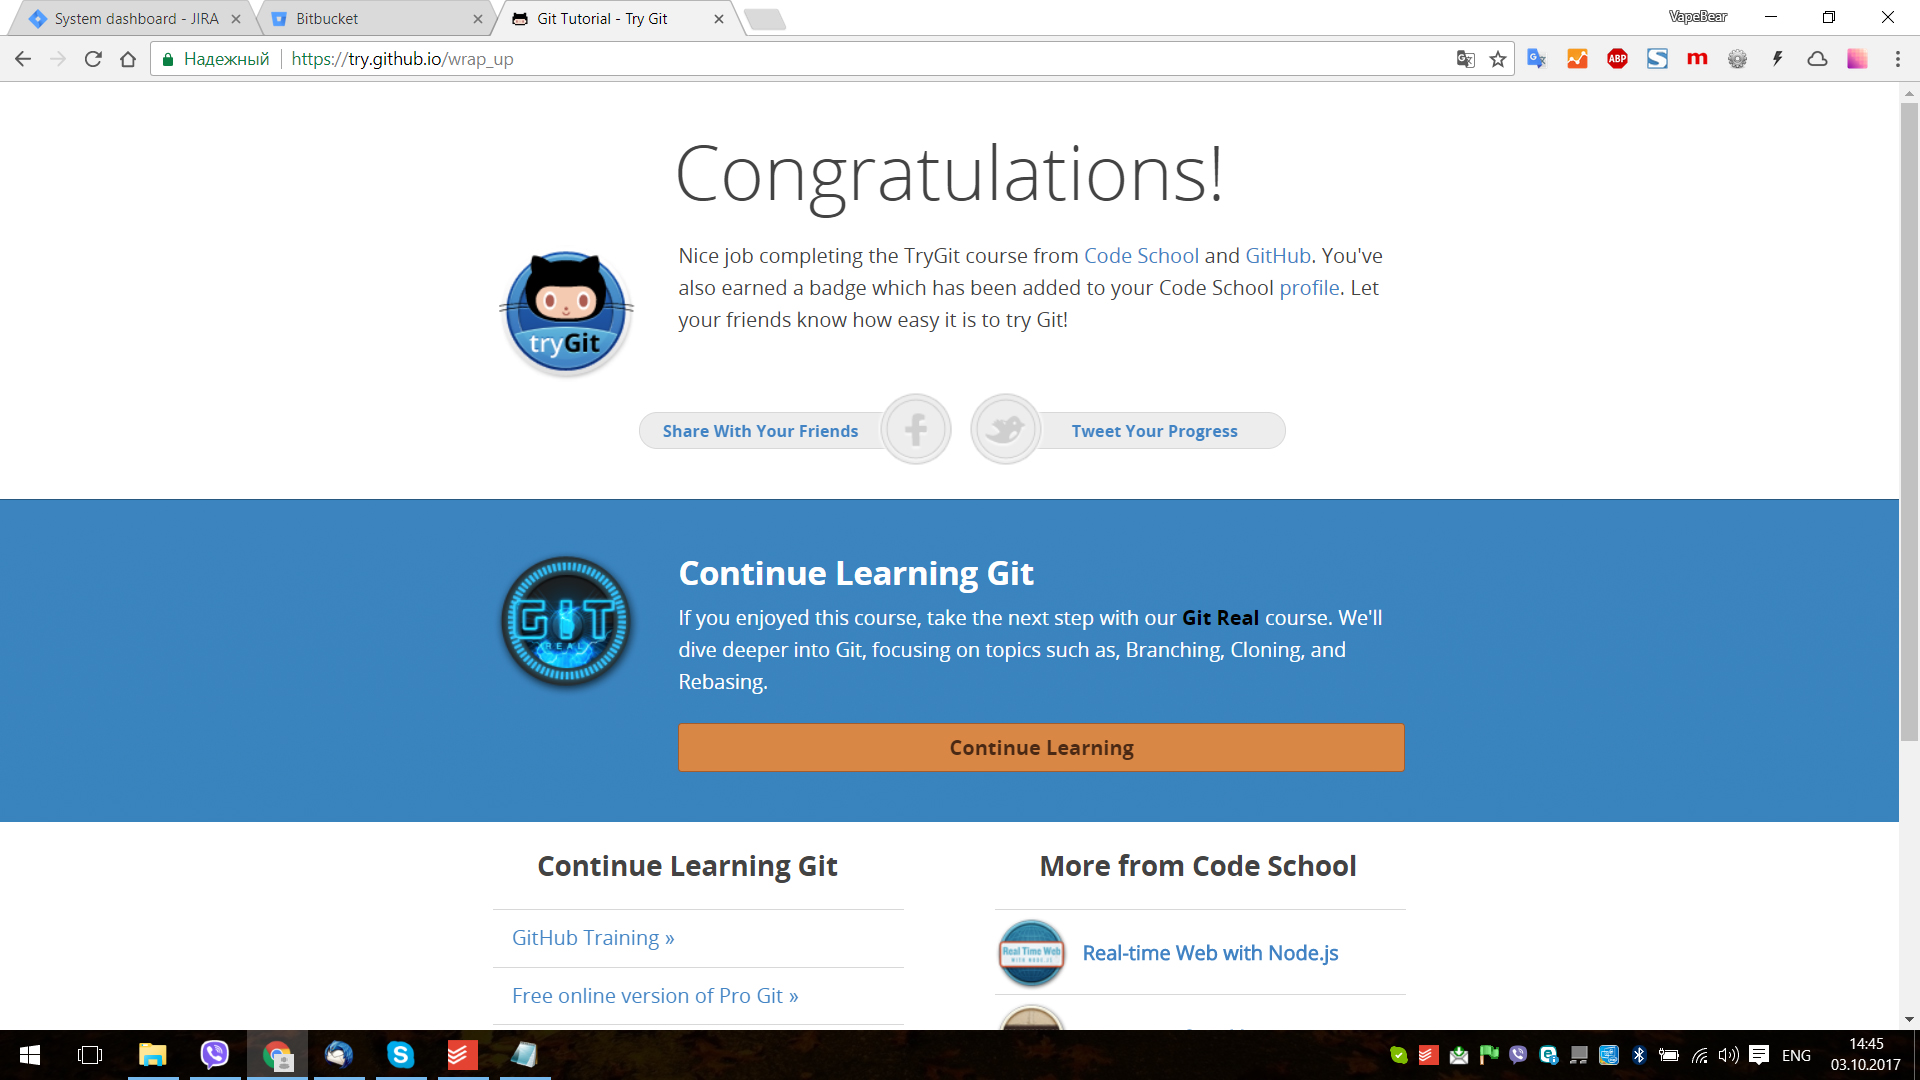 System dashboard - JIRA
Bitbucket
Git Tutorial - Try Git
VapeBear
Надежный
https://try.github.io/wrap_up
ABP
Congratulations!
Nice job completing the TryGit course from Code School and GitHub. You've
also earned a badge which has been added to your Code School profile. Let
your friends know how easy it is to try Git!
tryGit
Share With Your Friends
Tweet Your Progress
GIT
REAL
Continue Learning Git
If you enjoyed this course, take the next step with our Git Real course. We'll
dive deeper into Git, focusing on topics such as, Branching, Cloning, and
Rebasing.
Continue Learning
Continue Learning Git
GitHub Training »
Free online version of Pro Git »
More from Code School
Real Time Web
WITH NODE.JS
Real-time Web with Node.js
ENG
14:45
03.10.2017